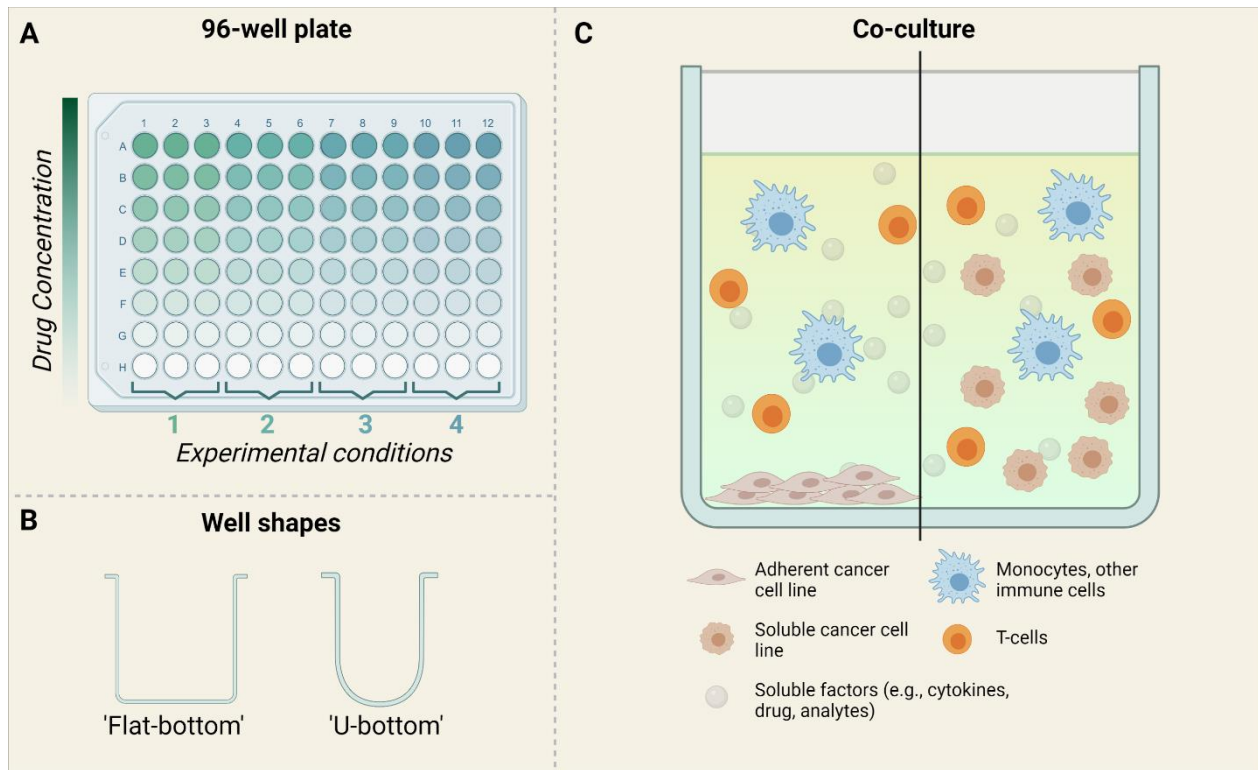 A
96-well plate
Drug Concentration
1 2 3 4 5 6 7 8 9 10 11 12
A
B
C
D
E
F
G
H
1 2 3 4
Experimental conditions
B
Well shapes
'Flat-bottom'
'U-bottom'
C
Co-culture
Adherent cancer
cell line
Monocytes, other
immune cells
Soluble cancer cell
line
T-cells
Soluble factors (e.g., cytokines,
drug, analytes)